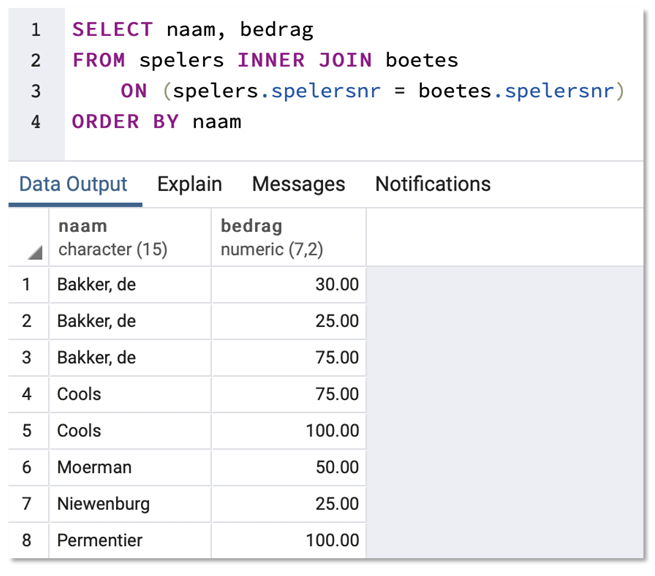 1 SELECT naam, bedrag
2 FROM spelers INNER JOIN boetes
3 ON (spelers.spelersnr = boetes.spelersnr)
4 ORDER BY naam
Data Output Explain Messages Notifications
naam bedrag
character (15) numeric (7,2)
1 Bakker, de 30.00
2 Bakker, de 25.00
3 Bakker, de 75.00
4 Cools 75.00
5 Cools 100.00
6 Moerman 50.00
7 Niewenburg 25.00
8 Permentier 100.00